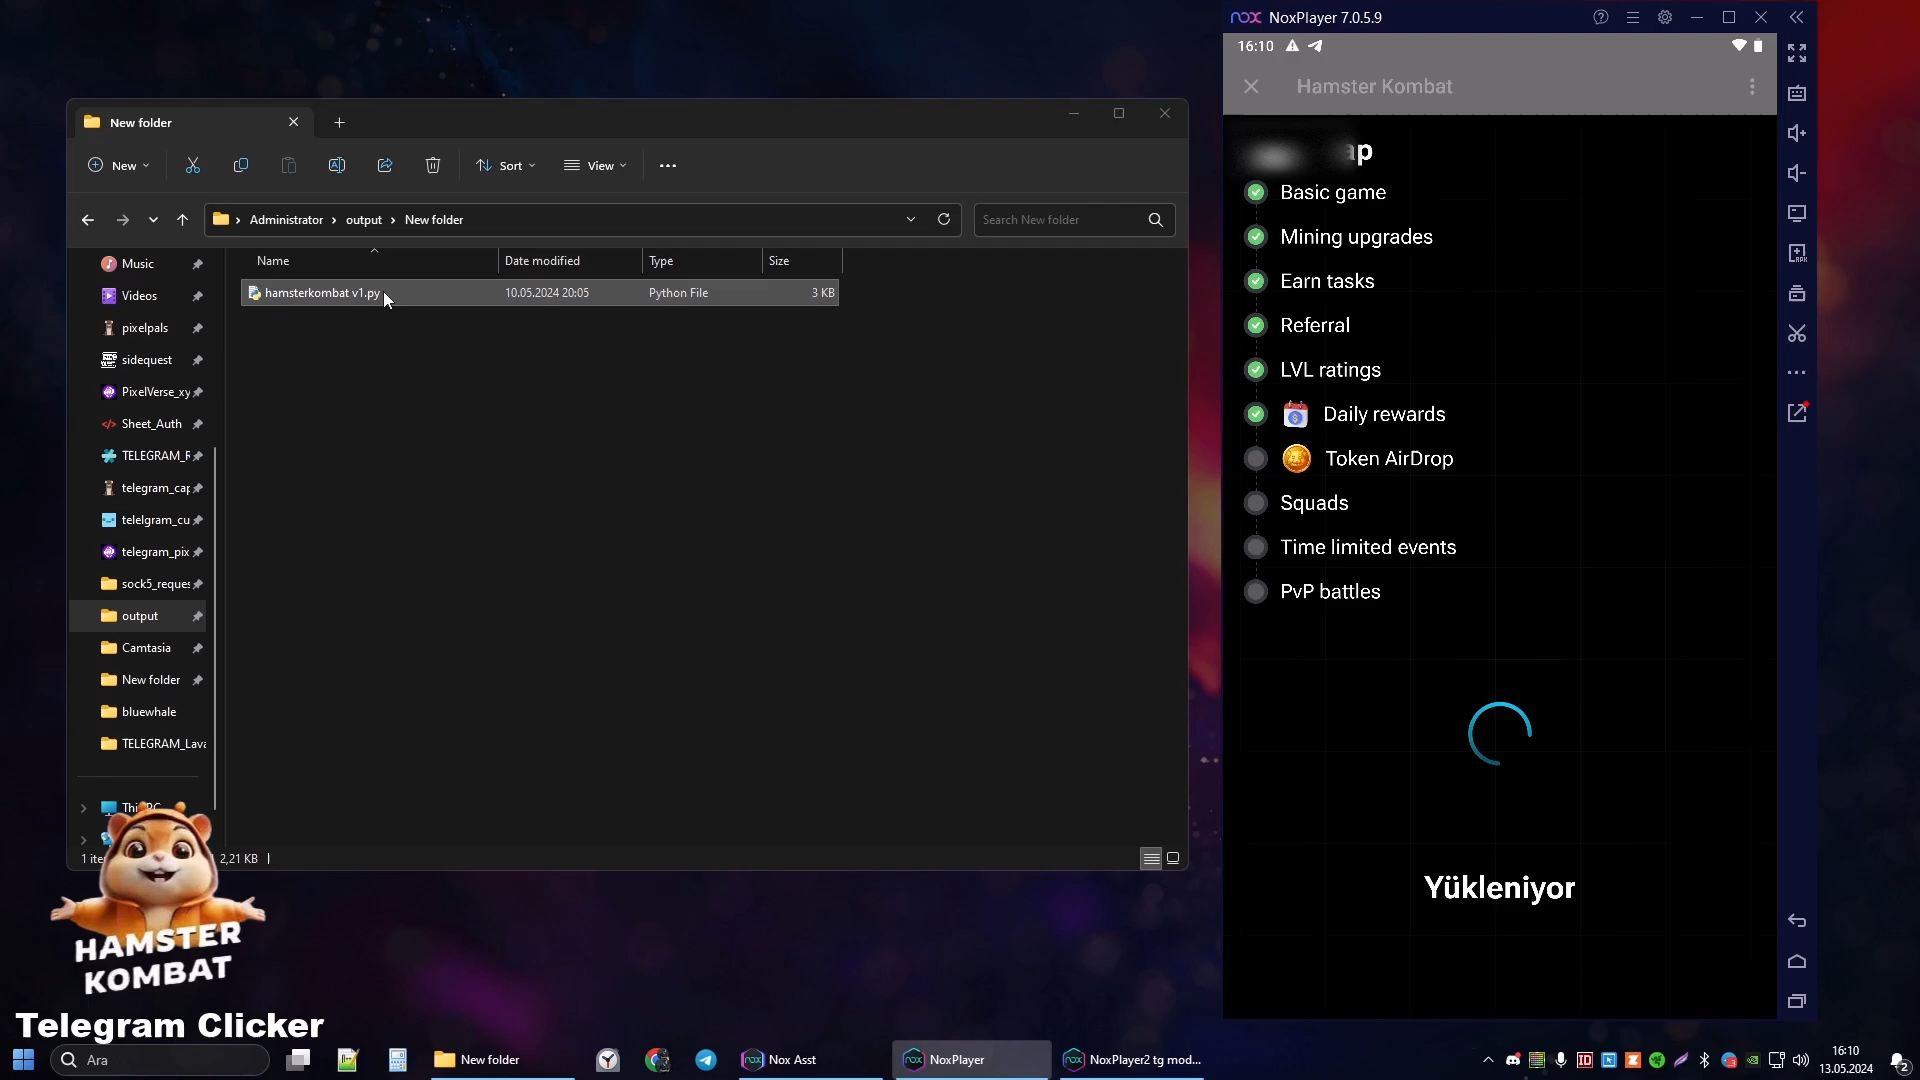 New folder
New
Sort
View
Administrator
output
New folder
Search New folder
Name
Date modified
Type
Size
hamsterkombat v1.py
10.05.2024 20:05
Python File
3 KB
Music
Videos
pixelpals
sidequest
PixelVerse_xy
Sheet_Auth
TELEGRAM_R
telegram_cap
telelgram_cu
telegram_pix
sock5_reques
output
Camtasia
New folder
bluewhale
TELEGRAM_Lava
2,21 KB
HAMSTER
KOMBAT
Telegram Clicker
nox NoxPlayer 7.0.5.9
16:10
Hamster Kombat
Basic game
Mining upgrades
Earn tasks
Referral
LVL ratings
Daily rewards
Token AirDrop
Squads
Time limited events
PvP battles
Yükleniyor
Ara
New folder
Nox Asst
NoxPlayer
NoxPlayer2 tg mod...
16:10
13.05.2024
2